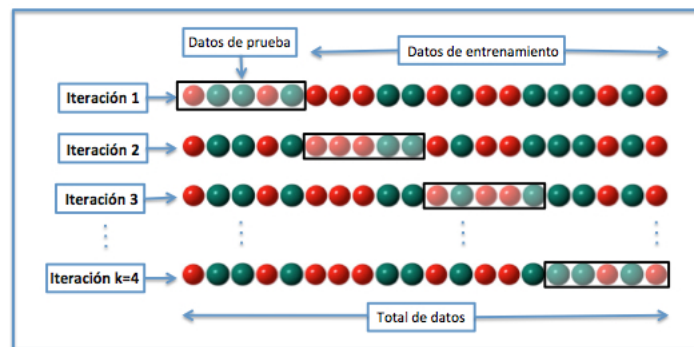 Datos de prueba
Datos de entrenamiento
Iteración 1
Iteración 2
Iteración 3
Iteración k=4
Total de datos